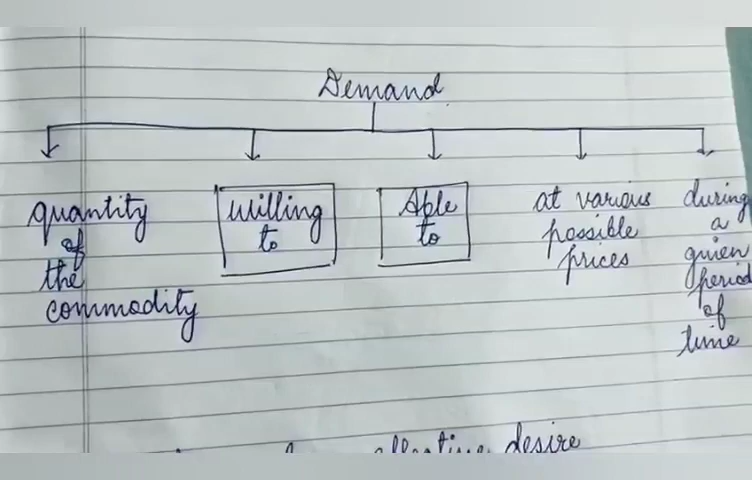 Demand
quantity
of
the
commodity
willing
to
Able
to
at various
possible
prices
during
a
given
period
of
time
effective desire